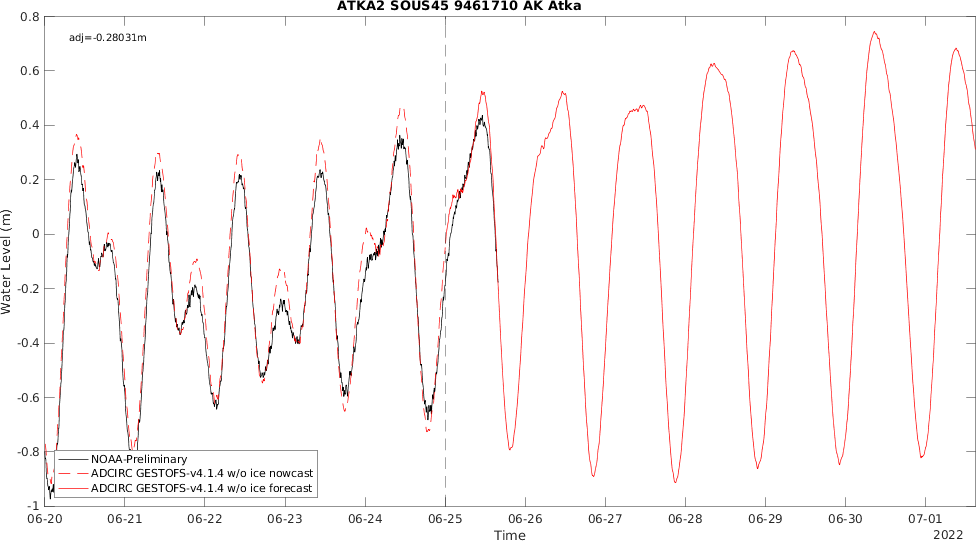 ATKA2 SOUS45 9461710 AK Atka
adj=-0.28031m
0.8
0.6
0.4
0.2
0
-0.2
-0.4
-0.6
-0.8
-1
Water Level (m)
NOAA-Preliminary
ADCIRC GESTOFS-v4.1.4 w/o ice nowcast
ADCIRC GESTOFS-v4.1.4 w/o ice forecast
06-20 06-21 06-22 06-23 06-24 06-25 06-26 06-27 06-28 06-29 06-30 07-01
2022
Time